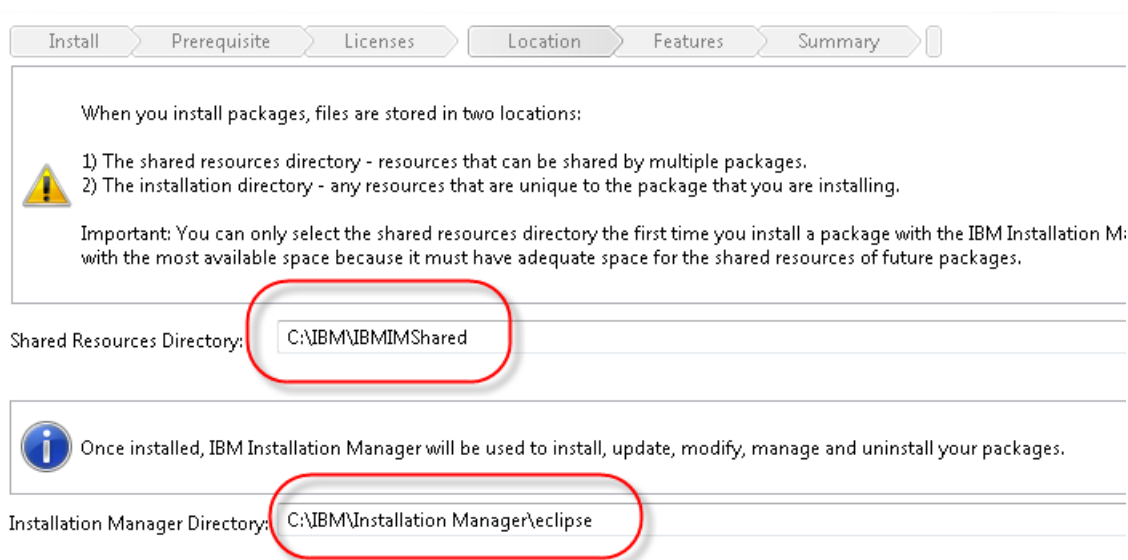 Install Prerequisite Licenses Location Features Summary
When you install packages, files are stored in two locations:
1) The shared resources directory - resources that can be shared by multiple packages.
2) The installation directory - any resources that are unique to the package that you are installing.
Important: You can only select the shared resources directory the first time you install a package with the IBM Installation
with the most available space because it must have adequate space for the shared resources of future packages.
Shared Resources Directory: C:\IBM\IBMIMShared
Once installed, IBM Installation Manager will be used to install, update, modify, manage and uninstall your packages.
Installation Manager Directory: C:\IBM\Installation Manager\eclipse